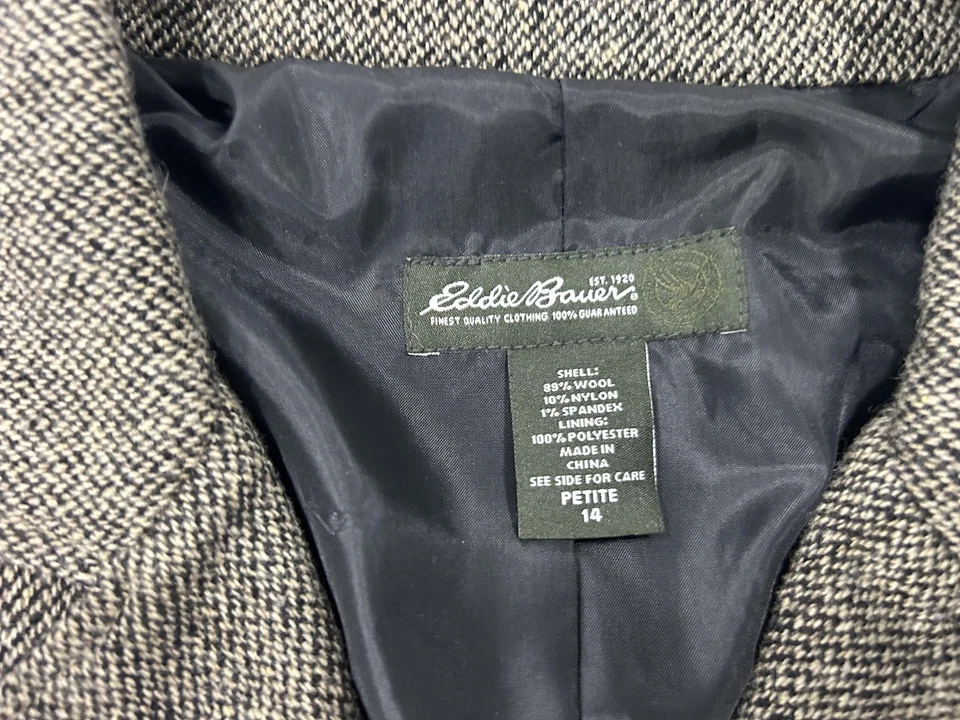 EST. 1920
Eddie Bauer®
FINEST QUALITY CLOTHING 100% GUARANTEED
SHELL:
89% WOOL
10% NYLON
1% SPANDEX
LINING:
100% POLYESTER
MADE IN
CHINA
SEE SIDE FOR CARE
PETITE
14